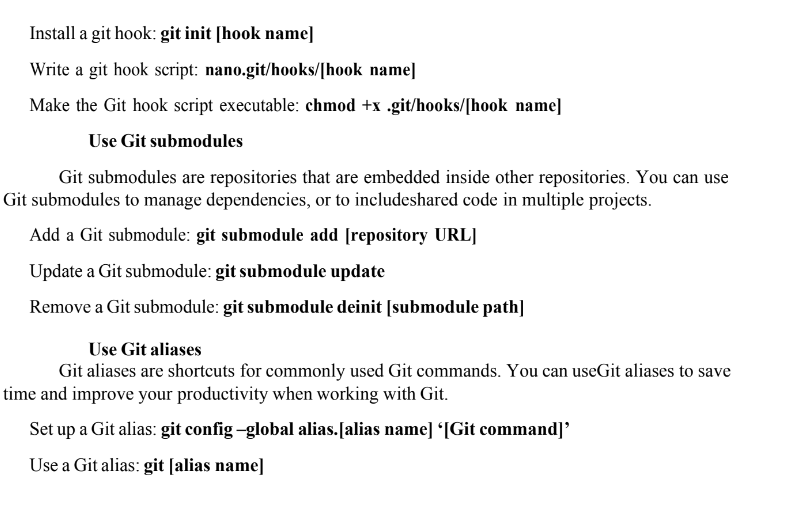 Install a git hook: git init [hook name]
Write a git hook script: nano.git/hooks/[hook name]
Make the Git hook script executable: chmod +x .git/hooks/[hook name]
Use Git submodules
Git submodules are repositories that are embedded inside other repositories. You can use
Git submodules to manage dependencies, or to includeshared code in multiple projects.
Add a Git submodule: git submodule add [repository URL]
Update a Git submodule: git submodule update
Remove a Git submodule: git submodule deinit [submodule path]
Use Git aliases
Git aliases are shortcuts for commonly used Git commands. You can useGit aliases to save
time and improve your productivity when working with Git.
Set up a Git alias: git config –global alias.[alias name] ‘[Git command]’
Use a Git alias: git [alias name]